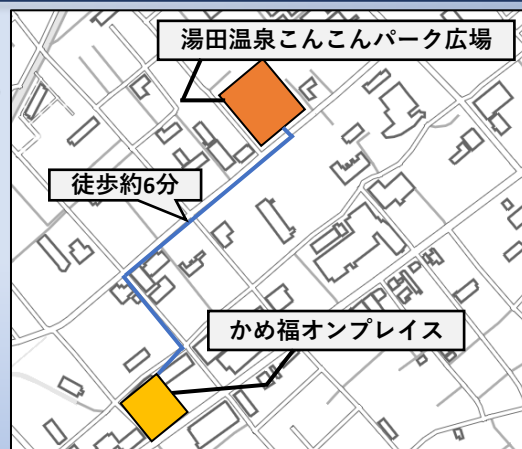 湯田温泉こんこんパーク広場
徒歩約6分
かめ福オンプレイス